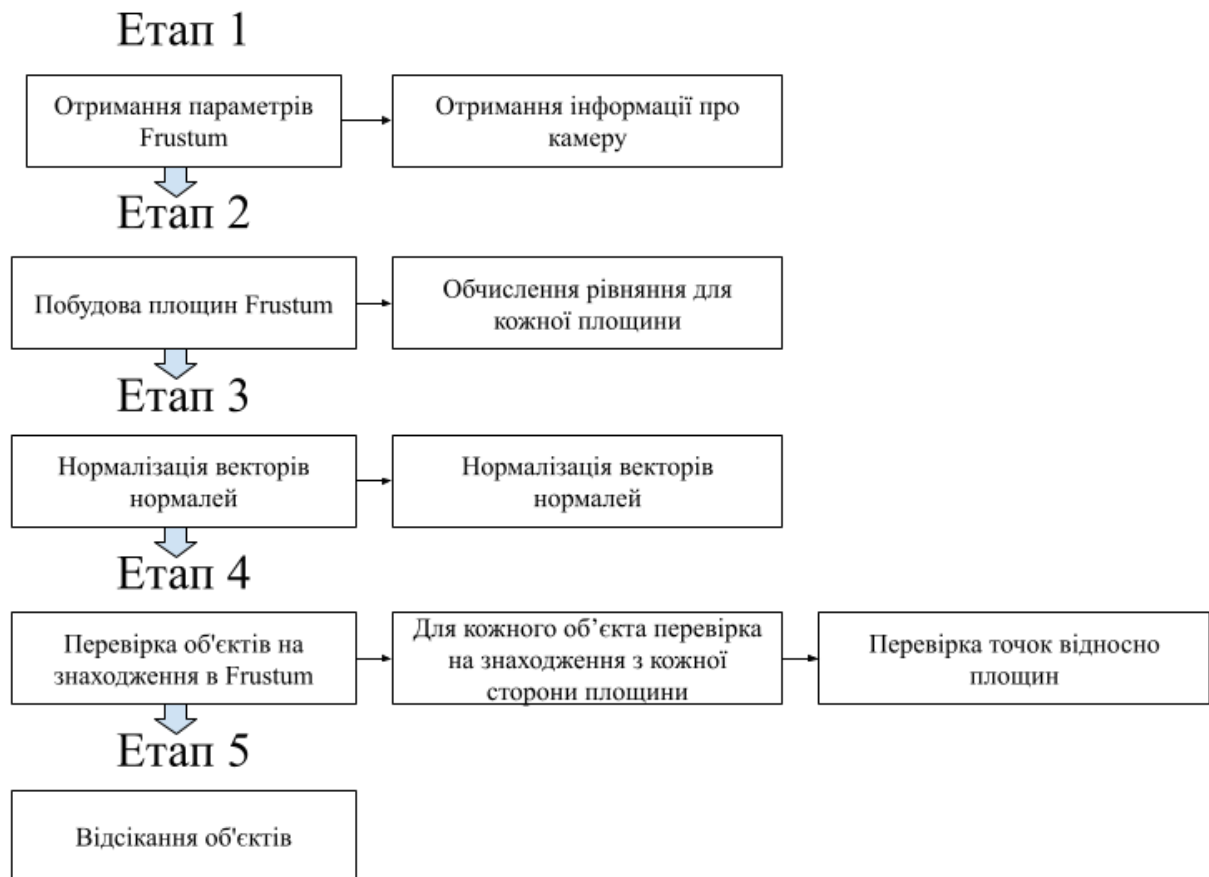 Етап 1
Отримання параметрів
Frustum
Отримання інформації про
камеру
Етап 2
Побудова площин Frustum
Обчислення рівняння для
кожної площини
Етап 3
Нормалізація векторів
нормалей
Нормалізація векторів
нормалей
Етап 4
Перевірка об'єктів на
знаходження в Frustum
Для кожного об’єкта перевірка
на знаходження з кожної
сторони площини
Перевірка точок відносно
площин
Етап 5
Відсікання об'єктів